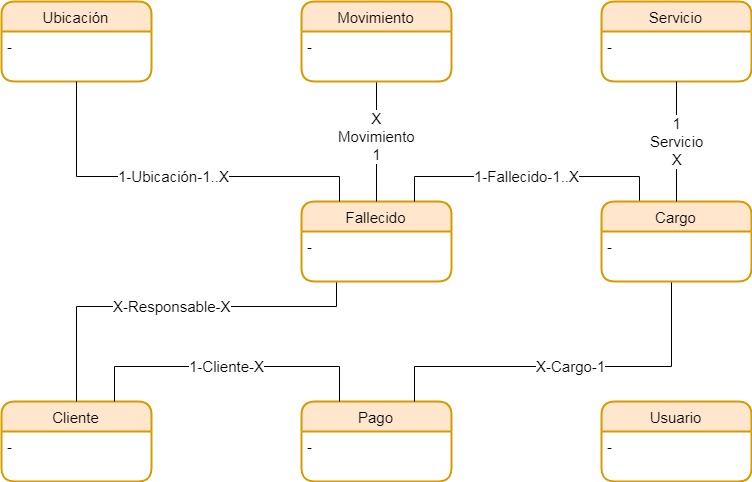 Ubicación
Movimiento
Servicio
-
-
-
X
Movimiento
1
1
Servicio
X
1-Ubicación-1..X
1-Fallecido-1..X
Fallecido
Cargo
-
-
X-Responsable-X
1-Cliente-X
X-Cargo-1
Cliente
Pago
Usuario
-
-
-